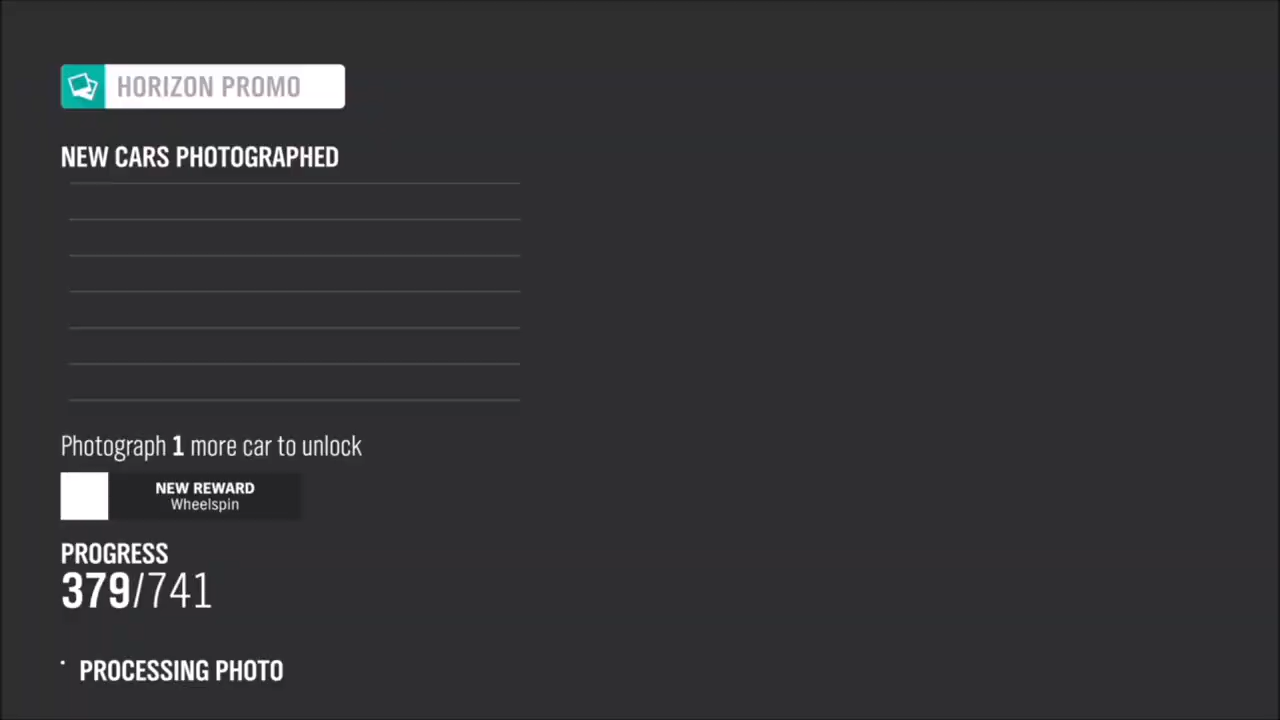 HORIZON PROMO
NEW CARS PHOTOGRAPHED
Photograph 1 more car to unlock
NEW REWARD
Wheelspin
PROGRESS
379/741
PROCESSING PHOTO